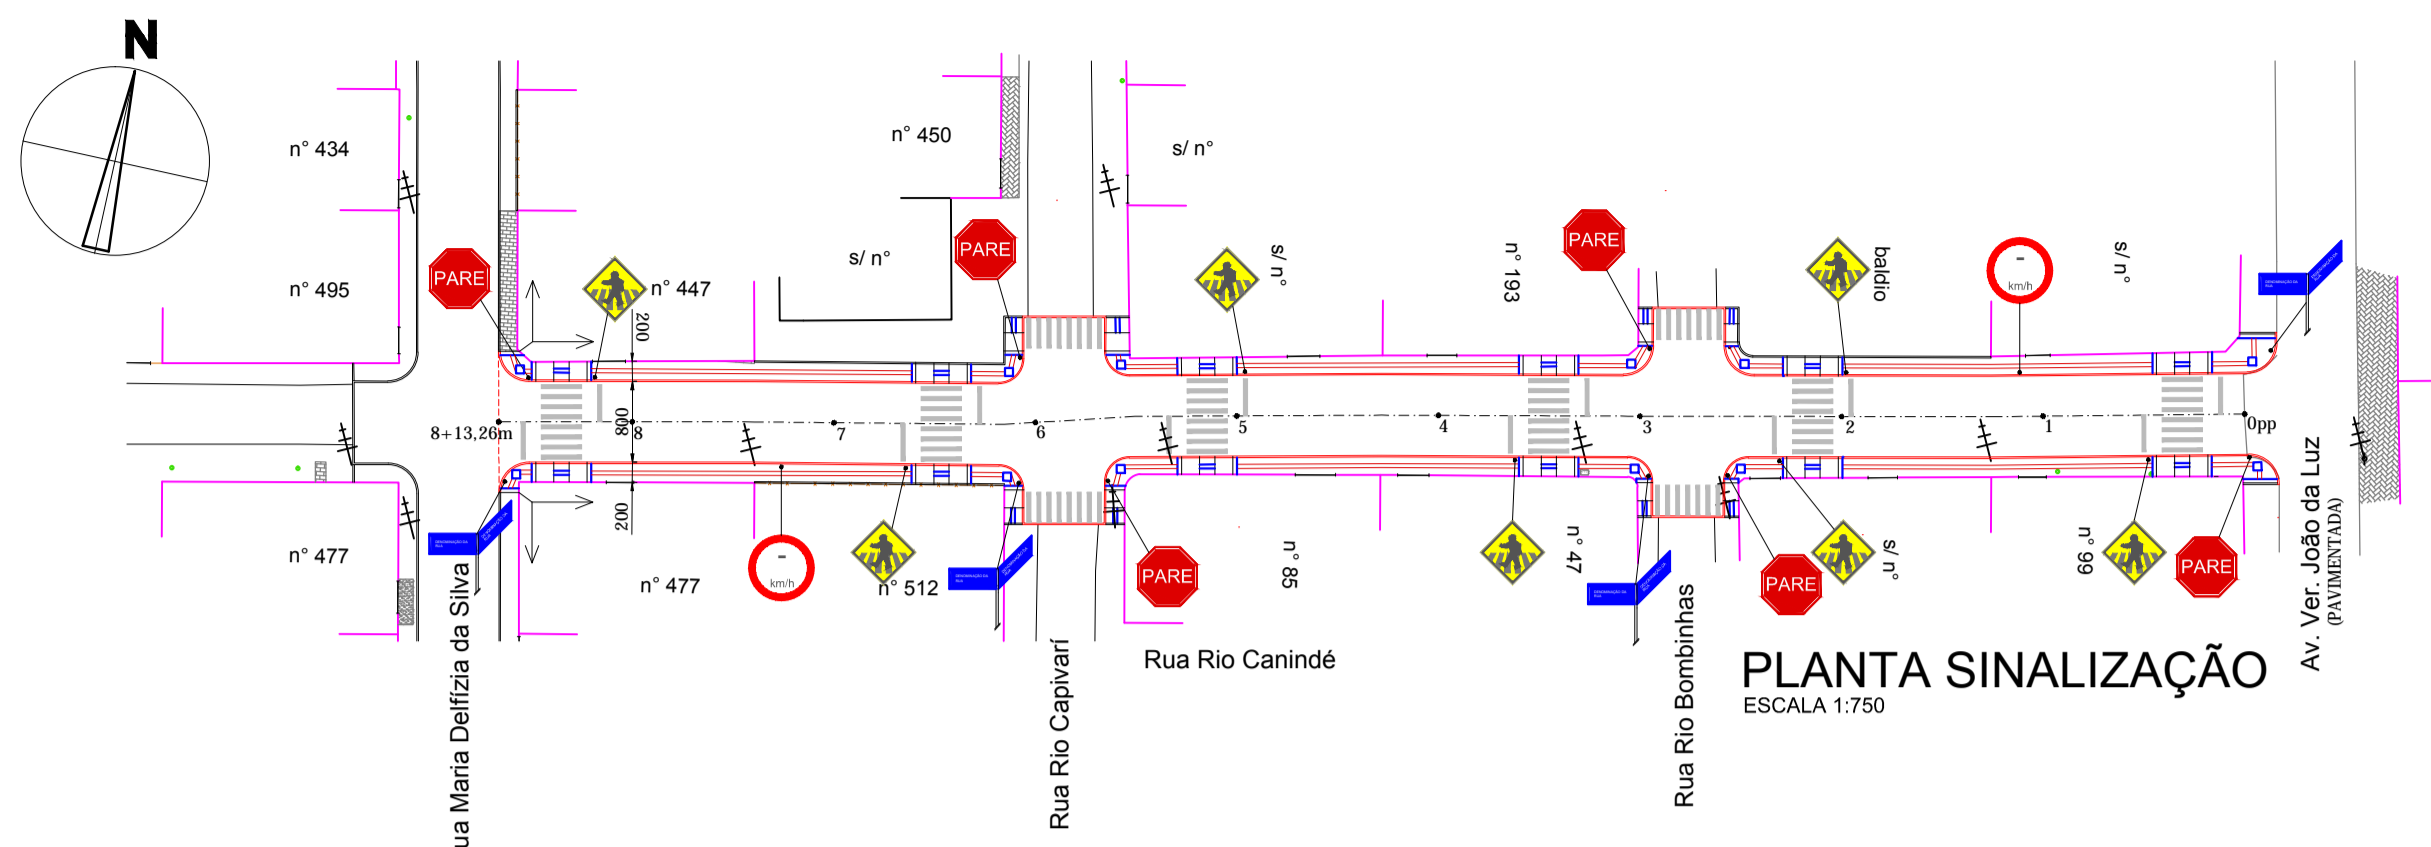 N
n° 434
n° 450
s/ n°
n° 495
PARE
n° 447
200
s/ n°
PARE
s/ n°
n° 193
PARE
baldio
-
km/h
s/ n°
8+13,26m
800
8
7
6
5
4
3
2
1
0pp
200
n° 477
n° 477
-
km/h
n° 512
PARE
n° 85
n° 47
PARE
s/ n°
n° 99
PARE
Av. Ver. João da Luz
(PAVIMENTADA)
ua Maria Delfízia da Silva
Rua Rio Capivarí
Rua Rio Canindé
Rua Rio Bombinhas
PLANTA SINALIZAÇÃO
ESCALA 1:750